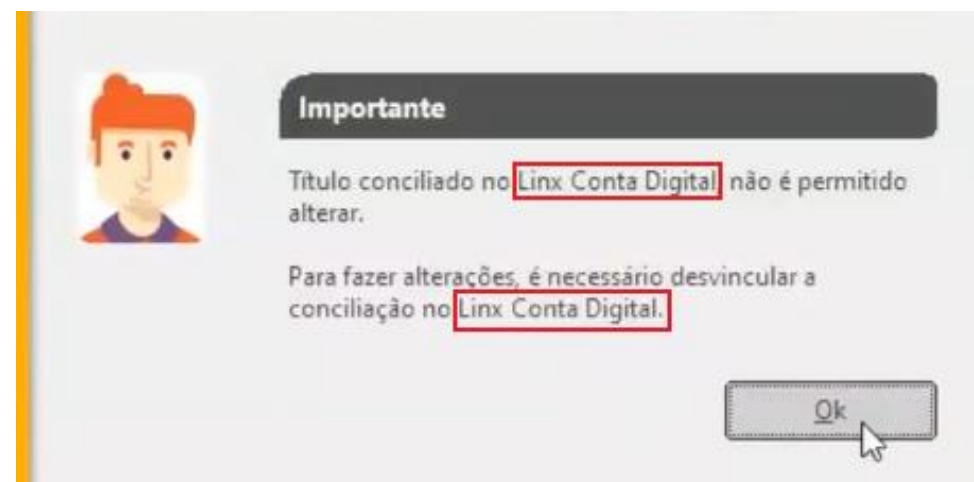 Importante
Título conciliado no Linx Conta Digital, não é permitido
alterar.
Para fazer alterações, é necessário desvincular a
conciliação no Linx Conta Digital.
Ok